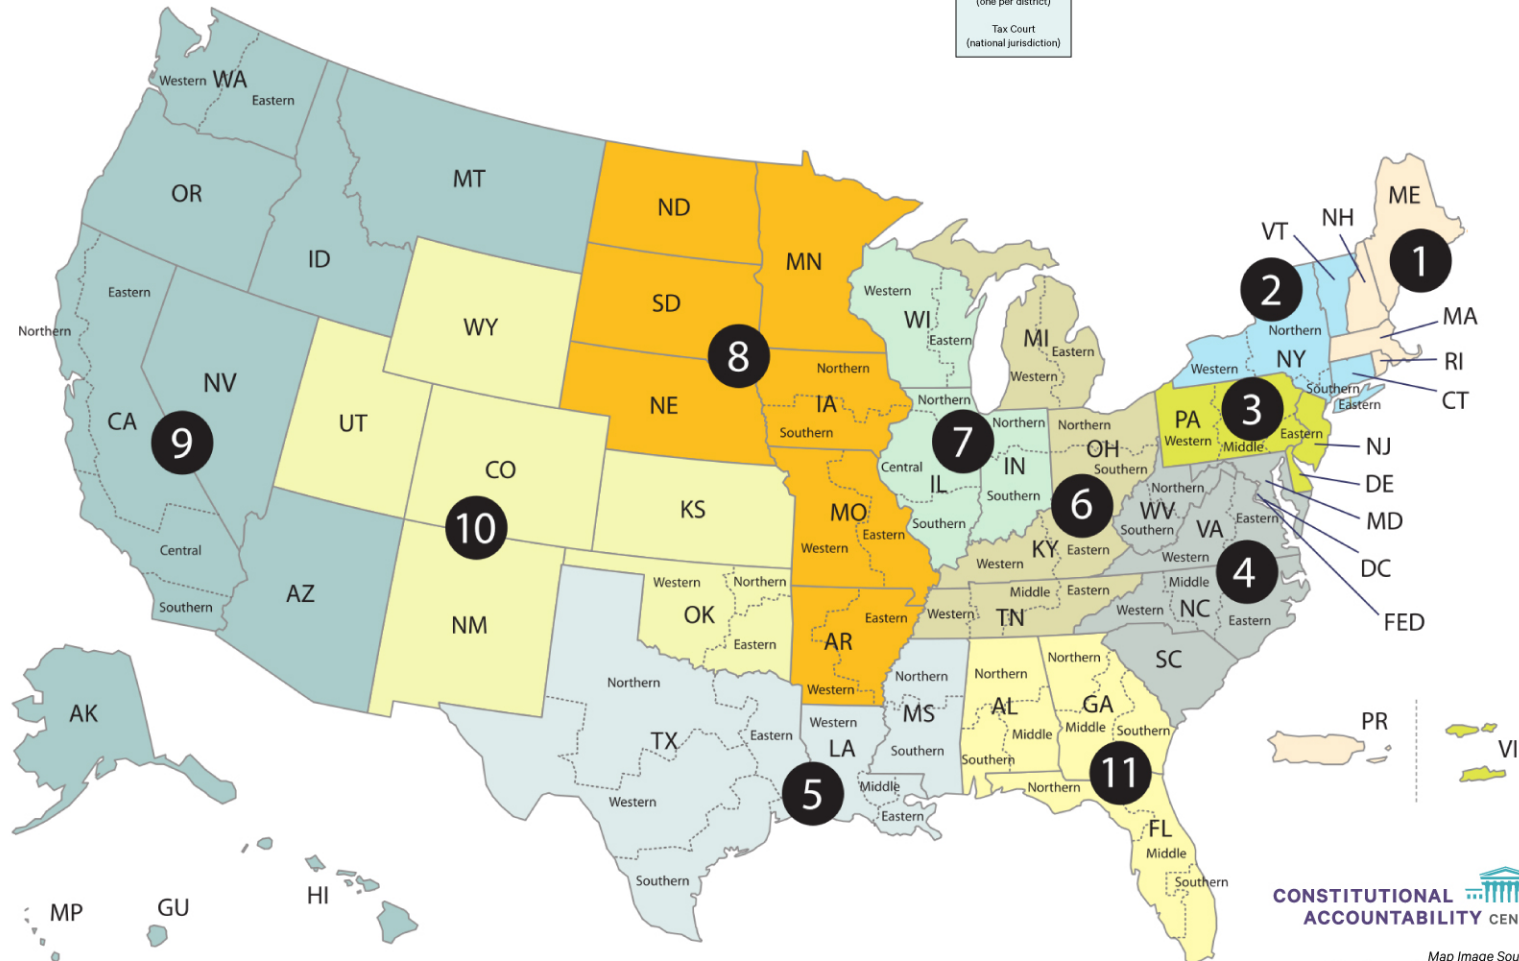 (one per district)
Tax Court
(national jurisdiction)
Western
WA
Eastern
OR
MT
ID
ND
MN
SD
WY
NE
8
Northern
IA
Southern
Western
WI
Eastern
MI
Eastern
Western
ME
NH
VT
1
2
MA
Northern
NY
Western
RI
Southern
CT
Eastern
Eastern
Northern
NV
CA
9
UT
CO
10
KS
Central
Southern
AZ
NM
MO
Eastern
Western
Northern
7
Central
IL
Southern
Northern
IN
Southern
Northern
OH
Southern
6
KY
Eastern
Western
PA
3
Western
Middle
Eastern
NJ
DE
MD
DC
FED
Northern
WV
Southern
VA
Eastern
Western
4
Middle
Western
NC
Eastern
SC
Middle
Eastern
Western
TN
Western
Northern
OK
Eastern
Eastern
AR
Western
Northern
TX
Eastern
Western
Southern
Western
LA
5
Middle
Eastern
Northern
MS
Southern
Northern
AL
Middle
Southern
Northern
GA
Middle
Southern
11
Northern
FL
Middle
Southern
AK
HI
MP
GU
PR
VI
CONSTITUTIONAL
ACCOUNTABILITY CEN
Map Image Sou